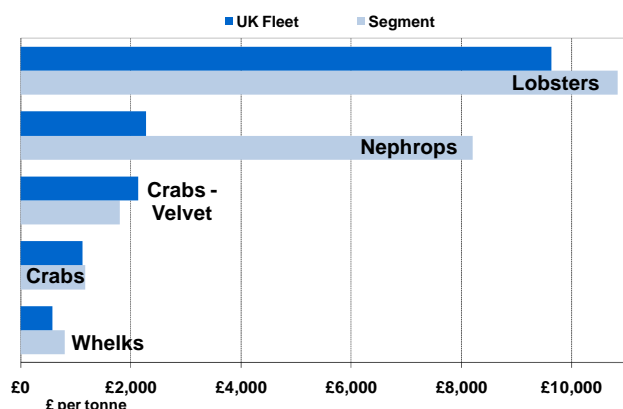 UK Fleet Segment
Lobsters
Nephrops
Crabs -
Velvet
Crabs
Whelks
£0 £2,000 £4,000 £6,000 £8,000 £10,000
£ per tonne